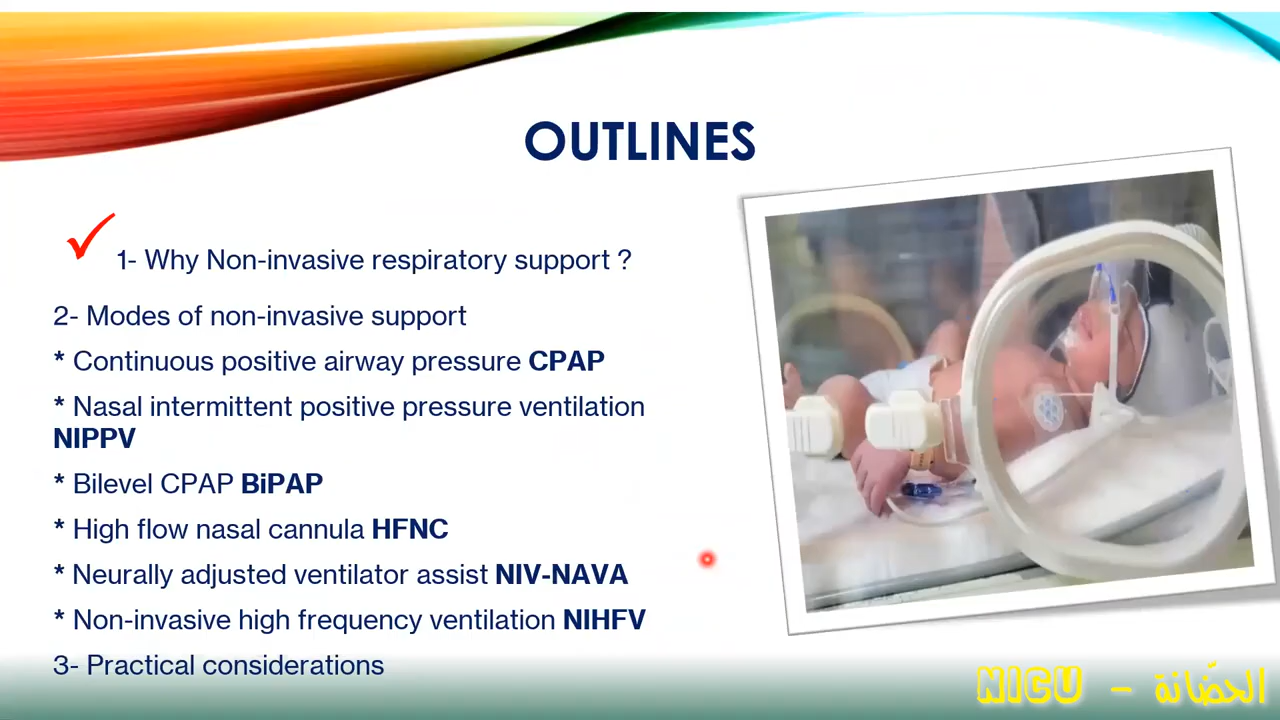 OUTLINES
1- Why Non-invasive respiratory support ?
2- Modes of non-invasive support
* Continuous positive airway pressure CPAP
* Nasal intermittent positive pressure ventilation
NIPPV
* Bilevel CPAP BiPAP
* High flow nasal cannula HFNC
* Neurally adjusted ventilator assist NIV-NAVA
* Non-invasive high frequency ventilation NIHFV
3- Practical considerations
NICU - الحضّانة